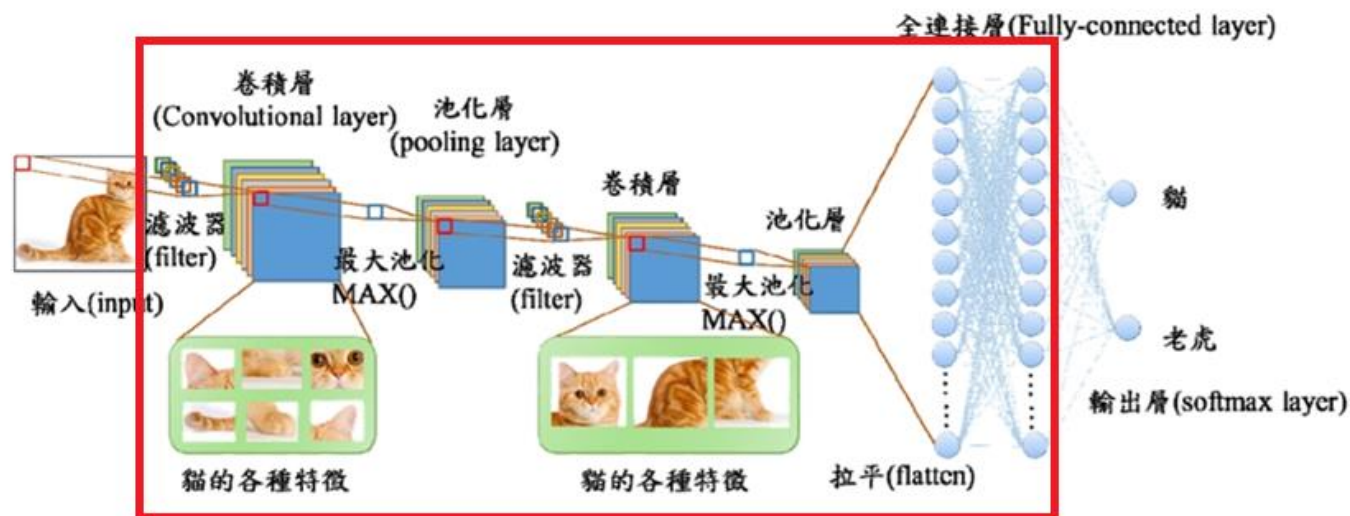 全連接層(Fully-connected layer)
卷積層
(Convolutional layer)
池化層
(pooling layer)
卷積層
池化層
濾波器
(filter)
最大池化
MAX()
濾波器
(filter)
最大池化
MAX()
輸入(input)
貓
老虎
輸出層(softmax layer)
貓的各種特徵
貓的各種特徵
拉平(flatten)